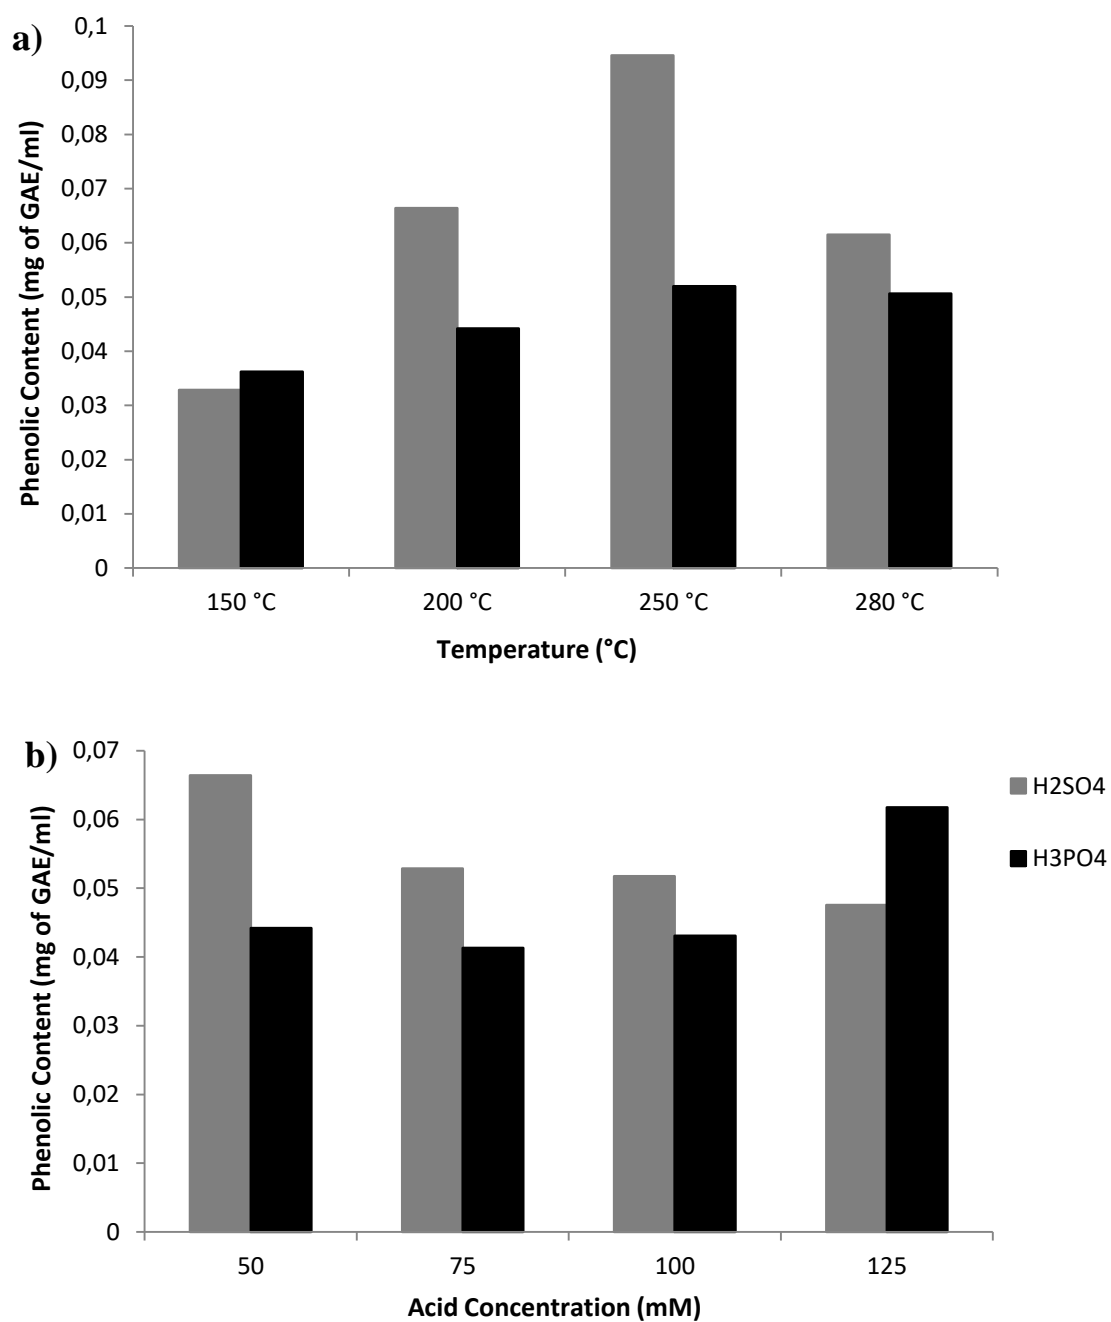 a)
Phenolic Content (mg of GAE/ml)
0,1
0,09
0,08
0,07
0,06
0,05
0,04
0,03
0,02
0,01
0
150 °C
200 °C
250 °C
280 °C
Temperature (°C)
b)
Phenolic Content (mg of GAE/ml)
0,07
0,06
0,05
0,04
0,03
0,02
0,01
0
50
75
100
125
Acid Concentration (mM)
H2SO4
H3PO4